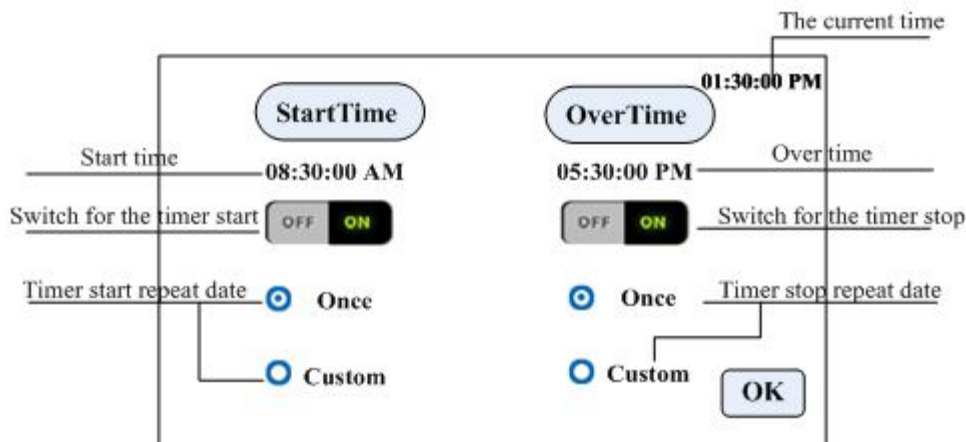 The current time
01:30:00 PM
StartTime
OverTime
Start time
08:30:00 AM
05:30:00 PM
Over time
Switch for the timer start
OFF ON
OFF ON
Switch for the timer stop
Timer start repeat date
Once
Once
Timer stop repeat date
Custom
Custom
OK